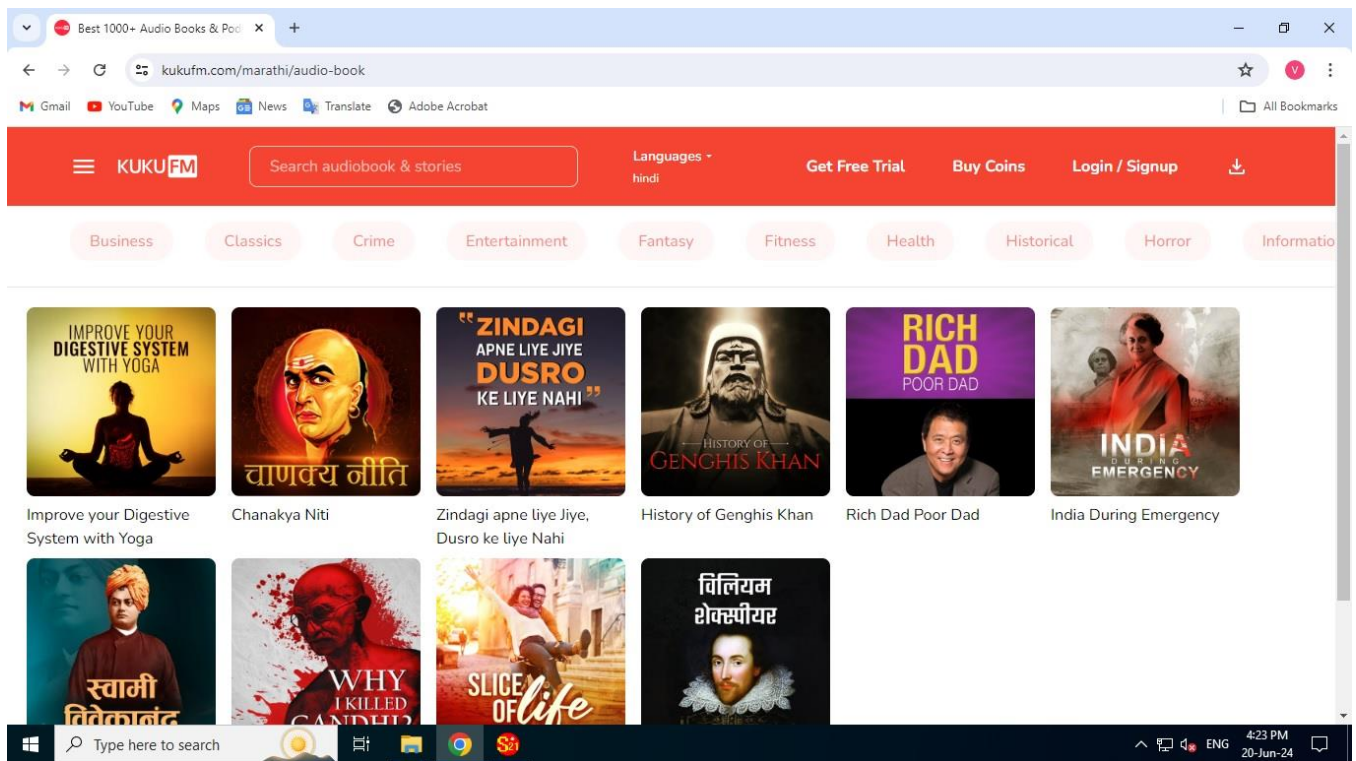 Best 1000+ Audio Books & Pod
kukufm.com/marathi/audio-book
V
Gmail YouTube Maps News Translate Adobe Acrobat All Bookmarks
KUKU FM Search audiobook & stories Languages Get Free Trial Buy Coins Login / Signup
hindi
Business Classics Crime Entertainment Fantasy Fitness Health Historical Horror Informatio
IMPROVE YOUR
DIGESTIVE SYSTEM
WITH YOGA
चाणक्य नीति
"ZINDAGI
APNE LIYE JIYE
DUSRO
KE LIYE NAHI"
HISTORY OF
GENGHIS KHAN
RICH
DAD
POOR DAD
INDIA
DURING
EMERGENCY
Improve your Digestive
System with Yoga
Chanakya Niti
Zindagi apne liye Jiye,
Dusro ke liye Nahi
History of Genghis Khan
Rich Dad Poor Dad
India During Emergency
स्वामी
विवेकानंद
WHY
I KILLED
GANDHI?
SLICE
OF life
विलियम
शेक्स्पीयर
Type here to search
S21
ENG
4:23 PM
20-Jun-24